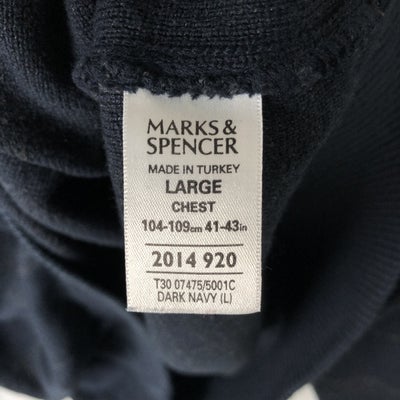 MARKS &
SPENCER
MADE IN TURKEY
LARGE
CHEST
104-109cm 41-43in
2014 920
T30 07475/5001C
DARK NAVY (L)